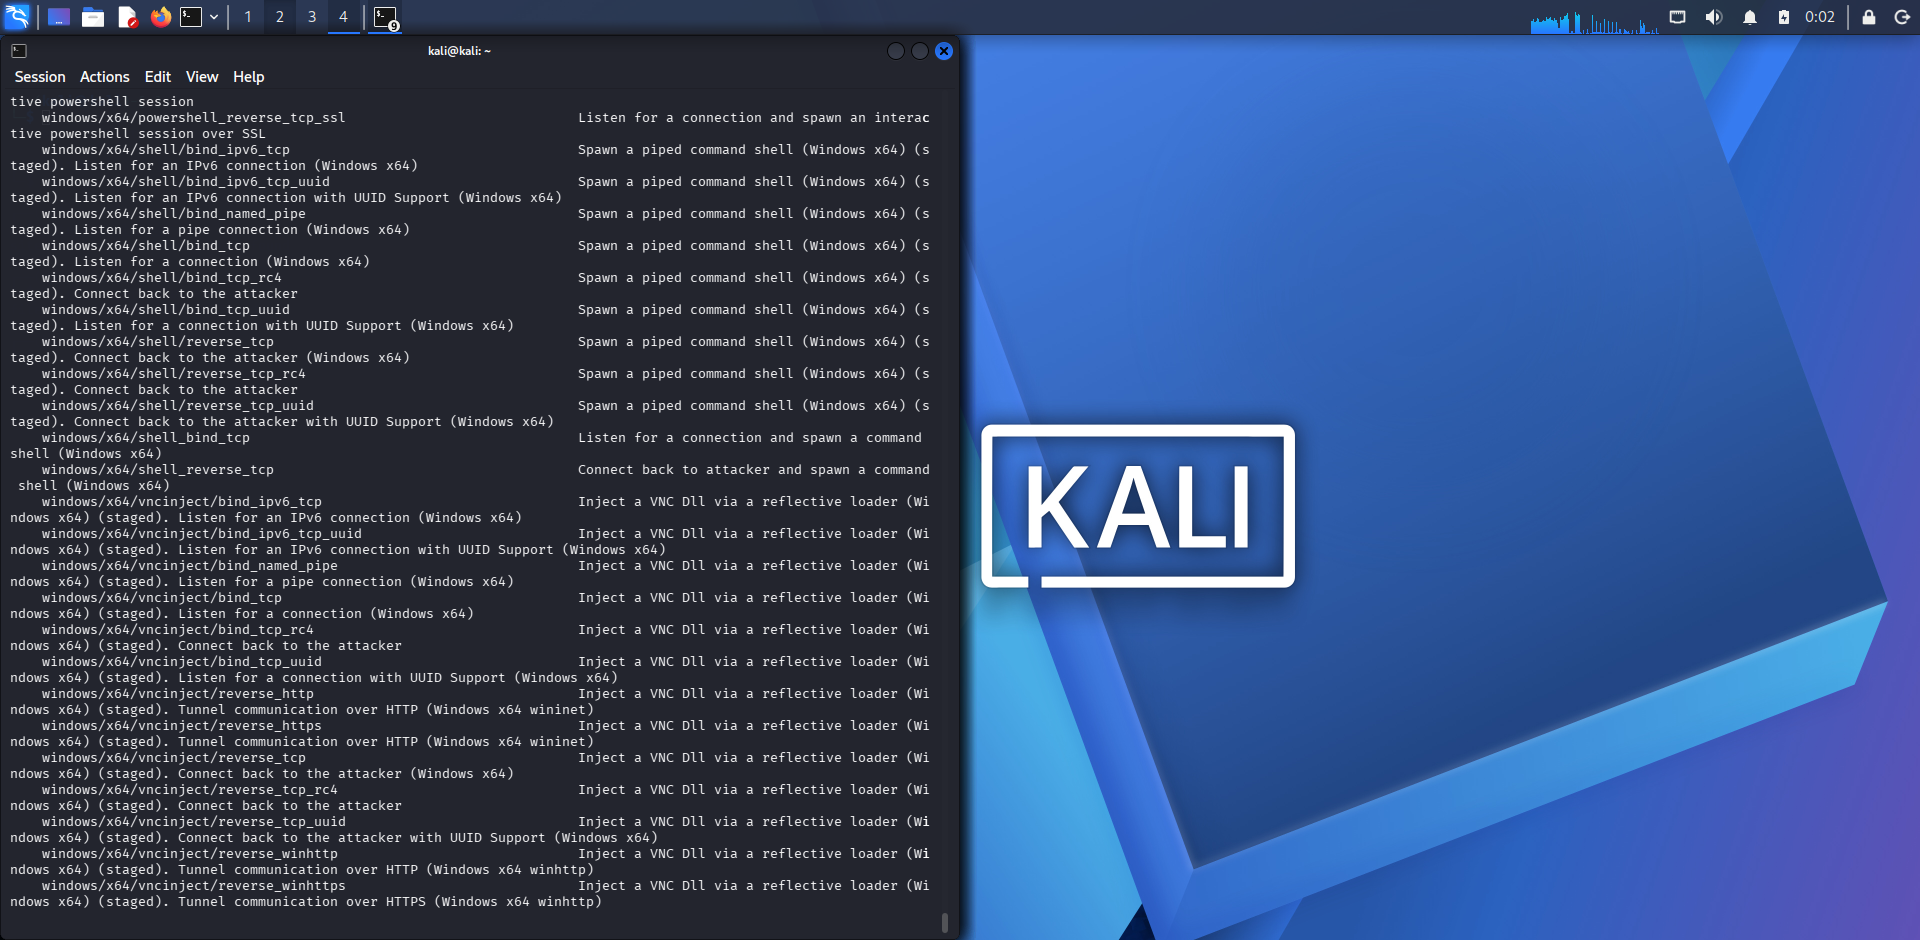 1 2 3 4 9 0:02
kali@kali: ~
Session Actions Edit View Help
tive powershell session
windows/x64/powershell_reverse_tcp_ssl Listen for a connection and spawn an interac
tive powershell session over SSL
windows/x64/shell/bind_ipv6_tcp Spawn a piped command shell (Windows x64) (s
taged). Listen for an IPv6 connection (Windows x64)
windows/x64/shell/bind_ipv6_tcp_uuid Spawn a piped command shell (Windows x64) (s
taged). Listen for an IPv6 connection with UUID Support (Windows x64)
windows/x64/shell/bind_named_pipe Spawn a piped command shell (Windows x64) (s
taged). Listen for a pipe connection (Windows x64)
windows/x64/shell/bind_tcp Spawn a piped command shell (Windows x64) (s
taged). Listen for a connection (Windows x64)
windows/x64/shell/bind_tcp_rc4 Spawn a piped command shell (Windows x64) (s
taged). Connect back to the attacker
windows/x64/shell/bind_tcp_uuid Spawn a piped command shell (Windows x64) (s
taged). Listen for a connection with UUID Support (Windows x64)
windows/x64/shell/reverse_tcp Spawn a piped command shell (Windows x64) (s
taged). Connect back to the attacker (Windows x64)
windows/x64/shell/reverse_tcp_rc4 Spawn a piped command shell (Windows x64) (s
taged). Connect back to the attacker
windows/x64/shell/reverse_tcp_uuid Spawn a piped command shell (Windows x64) (s
taged). Connect back to the attacker with UUID Support (Windows x64)
windows/x64/shell_bind_tcp Listen for a connection and spawn a command
shell (Windows x64)
windows/x64/shell_reverse_tcp Connect back to attacker and spawn a command
shell (Windows x64)
windows/x64/vncinject/bind_ipv6_tcp Inject a VNC Dll via a reflective loader (Wi
ndows x64) (staged). Listen for an IPv6 connection (Windows x64)
windows/x64/vncinject/bind_ipv6_tcp_uuid Inject a VNC Dll via a reflective loader (Wi
ndows x64) (staged). Listen for an IPv6 connection with UUID Support (Windows x64)
windows/x64/vncinject/bind_named_pipe Inject a VNC Dll via a reflective loader (Wi
ndows x64) (staged). Listen for a pipe connection (Windows x64)
windows/x64/vncinject/bind_tcp Inject a VNC Dll via a reflective loader (Wi
ndows x64) (staged). Listen for a connection (Windows x64)
windows/x64/vncinject/bind_tcp_rc4 Inject a VNC Dll via a reflective loader (Wi
ndows x64) (staged). Connect back to the attacker
windows/x64/vncinject/bind_tcp_uuid Inject a VNC Dll via a reflective loader (Wi
ndows x64) (staged). Listen for a connection with UUID Support (Windows x64)
windows/x64/vncinject/reverse_http Inject a VNC Dll via a reflective loader (Wi
ndows x64) (staged). Tunnel communication over HTTP (Windows x64 wininet)
windows/x64/vncinject/reverse_https Inject a VNC Dll via a reflective loader (Wi
ndows x64) (staged). Tunnel communication over HTTP (Windows x64 wininet)
windows/x64/vncinject/reverse_tcp Inject a VNC Dll via a reflective loader (Wi
ndows x64) (staged). Connect back to the attacker (Windows x64)
windows/x64/vncinject/reverse_tcp_rc4 Inject a VNC Dll via a reflective loader (Wi
ndows x64) (staged). Connect back to the attacker
windows/x64/vncinject/reverse_tcp_uuid Inject a VNC Dll via a reflective loader (Wi
ndows x64) (staged). Connect back to the attacker with UUID Support (Windows x64)
windows/x64/vncinject/reverse_winhttp Inject a VNC Dll via a reflective loader (Wi
ndows x64) (staged). Tunnel communication over HTTP (Windows x64 winhttp)
windows/x64/vncinject/reverse_winhttps Inject a VNC Dll via a reflective loader (Wi
ndows x64) (staged). Tunnel communication over HTTPS (Windows x64 winhttp)
KALI